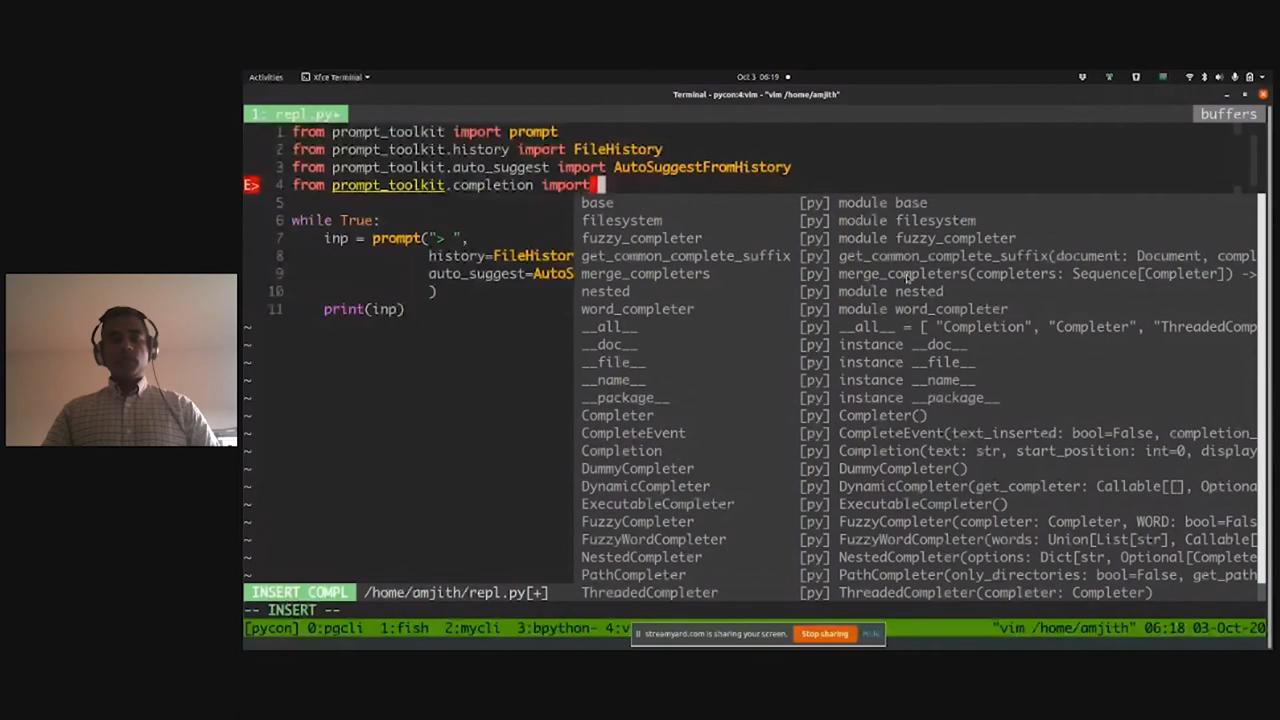 Activities Xfce Terminal Oct 3 06:19
Terminal - pycon:4:vim - "vim /home/amjith"
1: repl.py+ buffers
1 from prompt_toolkit import prompt
2 from prompt_toolkit.history import FileHistory
3 from prompt_toolkit.auto_suggest import AutoSuggestFromHistory
E> 4 from prompt_toolkit.completion import
5 base [py] module base
6 while True: filesystem [py] module filesystem
7 inp = prompt("> ", fuzzy_completer [py] module fuzzy_completer
8 history=FileHistor get_common_complete_suffix [py] get_common_complete_suffix(document: Document, compl
9 auto_suggest=AutoS merge_completers [py] merge_completers(completers: Sequence[Completer]) ->
10 ) nested [py] module nested
11 print(inp) word_completer [py] module word_completer
~ __all__ [py] __all__ = [ "Completion", "Completer", "ThreadedComp
~ __doc__ [py] instance __doc__
~ __file__ [py] instance __file__
~ __name__ [py] instance __name__
~ __package__ [py] instance __package__
~ Completer [py] Completer()
~ CompleteEvent [py] CompleteEvent(text_inserted: bool=False, completion_
~ Completion [py] Completion(text: str, start_position: int=0, display
~ DummyCompleter [py] DummyCompleter()
~ DynamicCompleter [py] DynamicCompleter(get_completer: Callable[[], Optiona
~ ExecutableCompleter [py] ExecutableCompleter()
~ FuzzyCompleter [py] FuzzyCompleter(completer: Completer, WORD: bool=Fals
~ FuzzyWordCompleter [py] FuzzyWordCompleter(words: Union[List[str], Callable[
~ NestedCompleter [py] NestedCompleter(options: Dict[str, Optional[Complete
~ PathCompleter [py] PathCompleter(only_directories: bool=False, get_path
INSERT COMPL /home/amjith/repl.py[+] ThreadedCompleter [py] ThreadedCompleter(completer: Completer)
-- INSERT --
[pycon] 0:pgcli 1:fish 2:mycli 3:bpython- 4:v "vim /home/amjith" 06:18 03-Oct-20
streamyard.com is sharing your screen. Stop sharing Hide